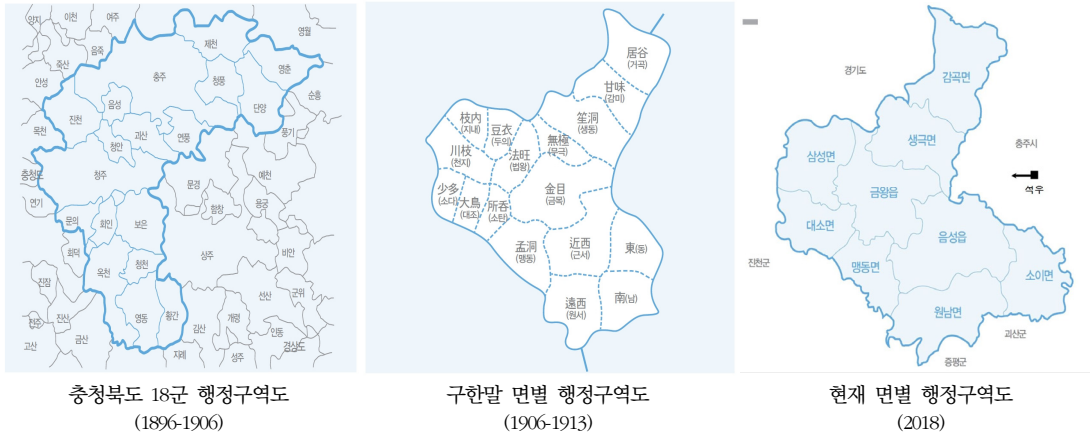 양지
이천
여주
음죽
죽산
영월
제천
충주
영춘
청풍
안성
음성
단양
순흥
진천
괴산
연풍
풍기
목천
청안
청주
충청도
문경
예천
연기
함창
용궁
문의
회인
보은
회덕
상주
비안
옥천
청천
진잠
선산
군위
진산
영동
황간
전주
김산
개령
인동
고산
금산
경상도
지례
성주
충청북도 18군 행정구역도
(1896-1906)
居谷
(거곡)
甘味
(감미)
笙洞
(생동)
枝内
(지내)
豆衣
(두의)
無極
(무극)
川枝
(천지)
法旺
(법왕)
金目
(금목)
少多
(소다)
大鳥
(대조)
所呑
(소탄)
孟洞
(맹동)
近西
(근서)
東(동)
遠西
(원서)
南(남)
구한말 면별 행정구역도
(1906-1913)
경기도
감곡면
생극면
삼성면
충주시
석우
금왕읍
대소면
음성읍
진천군
맹동면
소이면
원남면
괴산군
증평군
현재 면별 행정구역도
(2018)